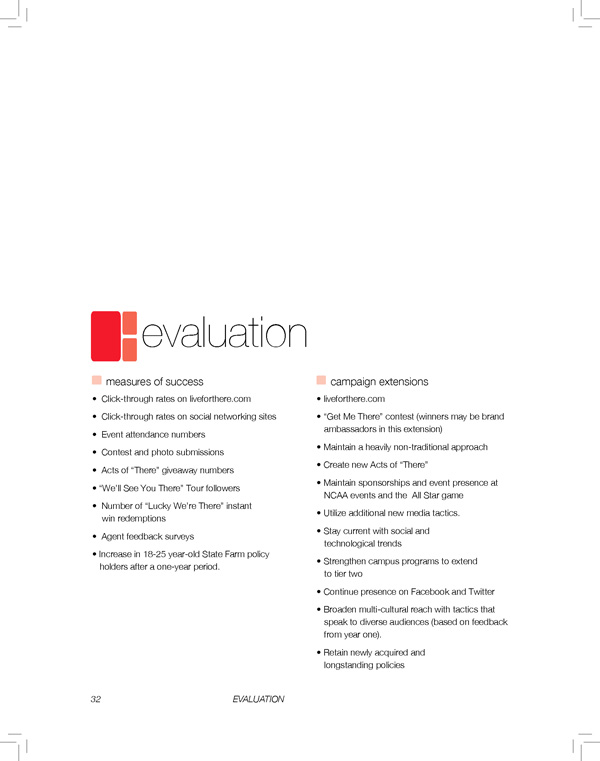 evaluation
measures of success
• Click-through rates on liveforthere.com
• Click-through rates on social networking sites
• Event attendance numbers
• Contest and photo submissions
• Acts of “There” giveaway numbers
• “We’ll See You There” Tour followers
• Number of “Lucky We’re There” instant
win redemptions
• Agent feedback surveys
• Increase in 18-25 year-old State Farm policy
holders after a one-year period.
campaign extensions
• liveforthere.com
• “Get Me There” contest (winners may be brand
ambassadors in this extension)
• Maintain a heavily non-traditional approach
• Create new Acts of “There”
• Maintain sponsorships and event presence at
NCAA events and the All Star game
• Utilize additional new media tactics.
• Stay current with social and
technological trends
• Strengthen campus programs to extend
to tier two
• Continue presence on Facebook and Twitter
• Broaden multi-cultural reach with tactics that
speak to diverse audiences (based on feedback
from year one).
• Retain newly acquired and
longstanding policies
32 EVALUATION